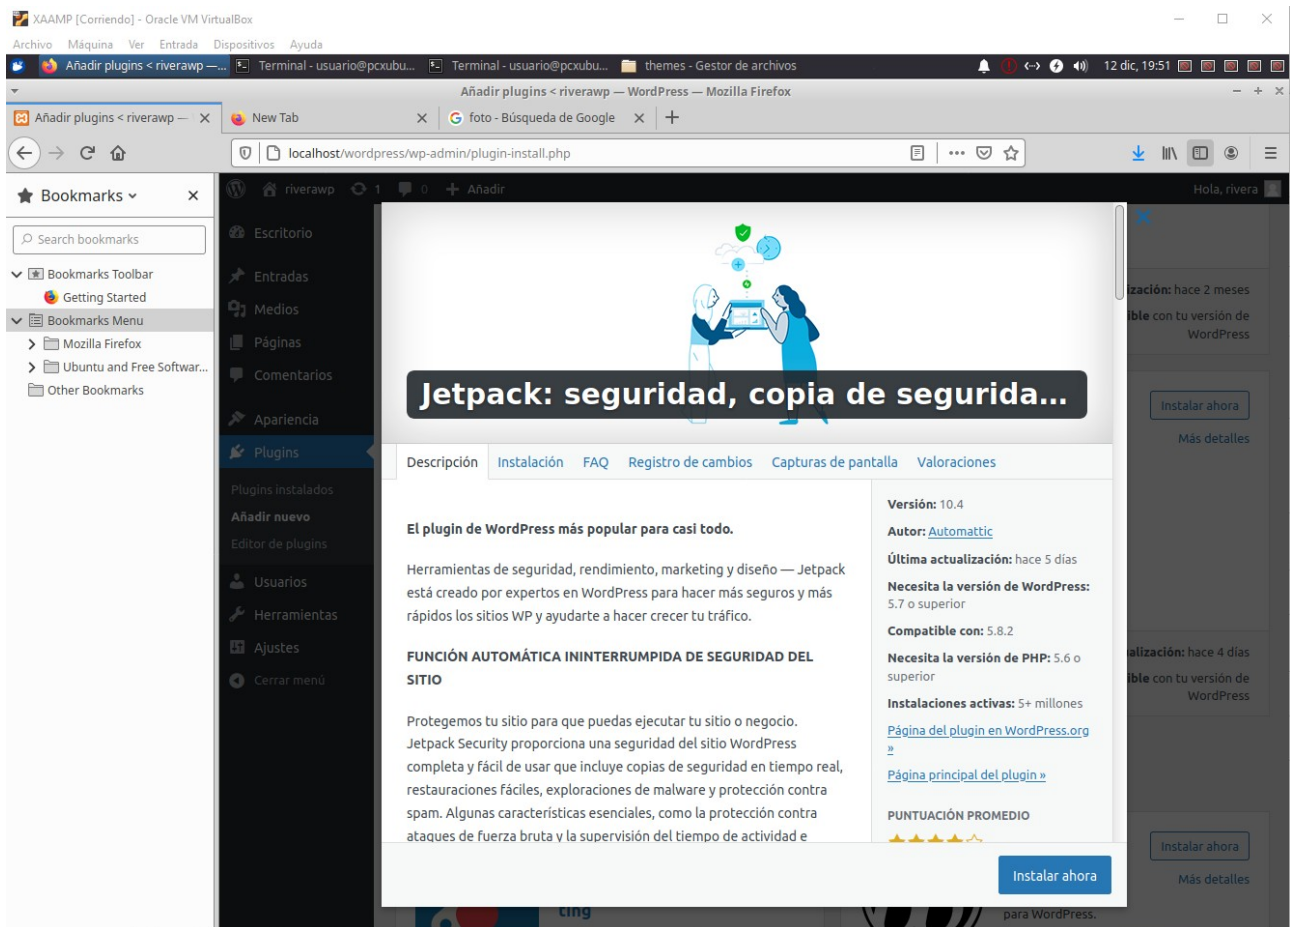 XAAMP [Corriendo] - Oracle VM VirtualBox
Archivo Máquina Ver Entrada Dispositivos Ayuda
Añadir plugins < riverawp —... Terminal - usuario@pcxubu... Terminal - usuario@pcxubu... themes - Gestor de archivos 12 dic, 19:51
Añadir plugins < riverawp — WordPress — Mozilla Firefox
Añadir plugins < riverawp — New Tab foto - Búsqueda de Google
localhost/wordpress/wp-admin/plugin-install.php
Bookmarks
Search bookmarks
Bookmarks Toolbar
Getting Started
Bookmarks Menu
Mozilla Firefox
Ubuntu and Free Softwar...
Other Bookmarks
riverawp 1 0 Añadir Hola, rivera
Escritorio
Entradas
Medios
Páginas
Comentarios
Apariencia
Plugins
Plugins instalados
Añadir nuevo
Editor de plugins
Usuarios
Herramientas
Ajustes
Cerrar menú
Jetpack: seguridad, copia de segurida...
Descripción Instalación FAQ Registro de cambios Capturas de pantalla Valoraciones
El plugin de WordPress más popular para casi todo.
Herramientas de seguridad, rendimiento, marketing y diseño — Jetpack
está creado por expertos en WordPress para hacer más seguros y más
rápidos los sitios WP y ayudarte a hacer crecer tu tráfico.
FUNCIÓN AUTOMÁTICA ININTERRUMPIDA DE SEGURIDAD DEL
SITIO
Protegemos tu sitio para que puedas ejecutar tu sitio o negocio.
Jetpack Security proporciona una seguridad del sitio WordPress
completa y fácil de usar que incluye copias de seguridad en tiempo real,
restauraciones fáciles, exploraciones de malware y protección contra
spam. Algunas características esenciales, como la protección contra
ataques de fuerza bruta y la supervisión del tiempo de actividad e
Versión: 10.4
Autor: Automattic
Última actualización: hace 5 días
Necesita la versión de WordPress:
5.7 o superior
Compatible con: 5.8.2
Necesita la versión de PHP: 5.6 o
superior
Instalaciones activas: 5+ millones
Página del plugin en WordPress.org
»
Página principal del plugin »
PUNTUACIÓN PROMEDIO
Instalar ahora
ización: hace 2 meses
ible con tu versión de
WordPress
Instalar ahora
Más detalles
alización: hace 4 días
ible con tu versión de
WordPress
Instalar ahora
Más detalles
ting
para WordPress.